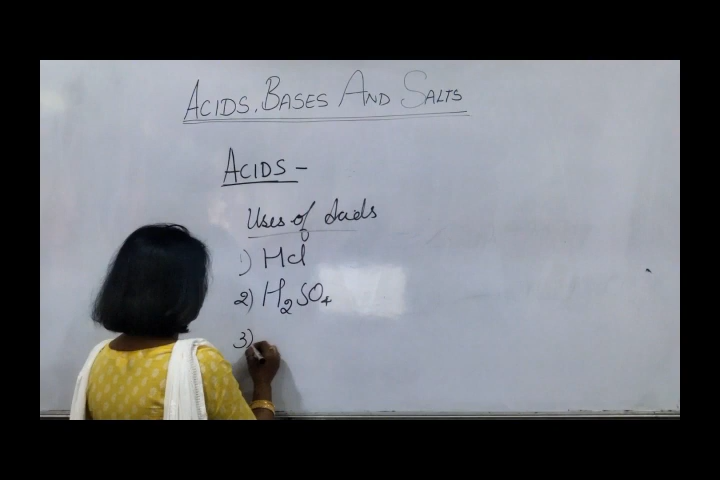 ACIDS, BASES AND SALTS
ACIDS -
Uses of Acids
1) HCl
2) H₂SO₄
3)